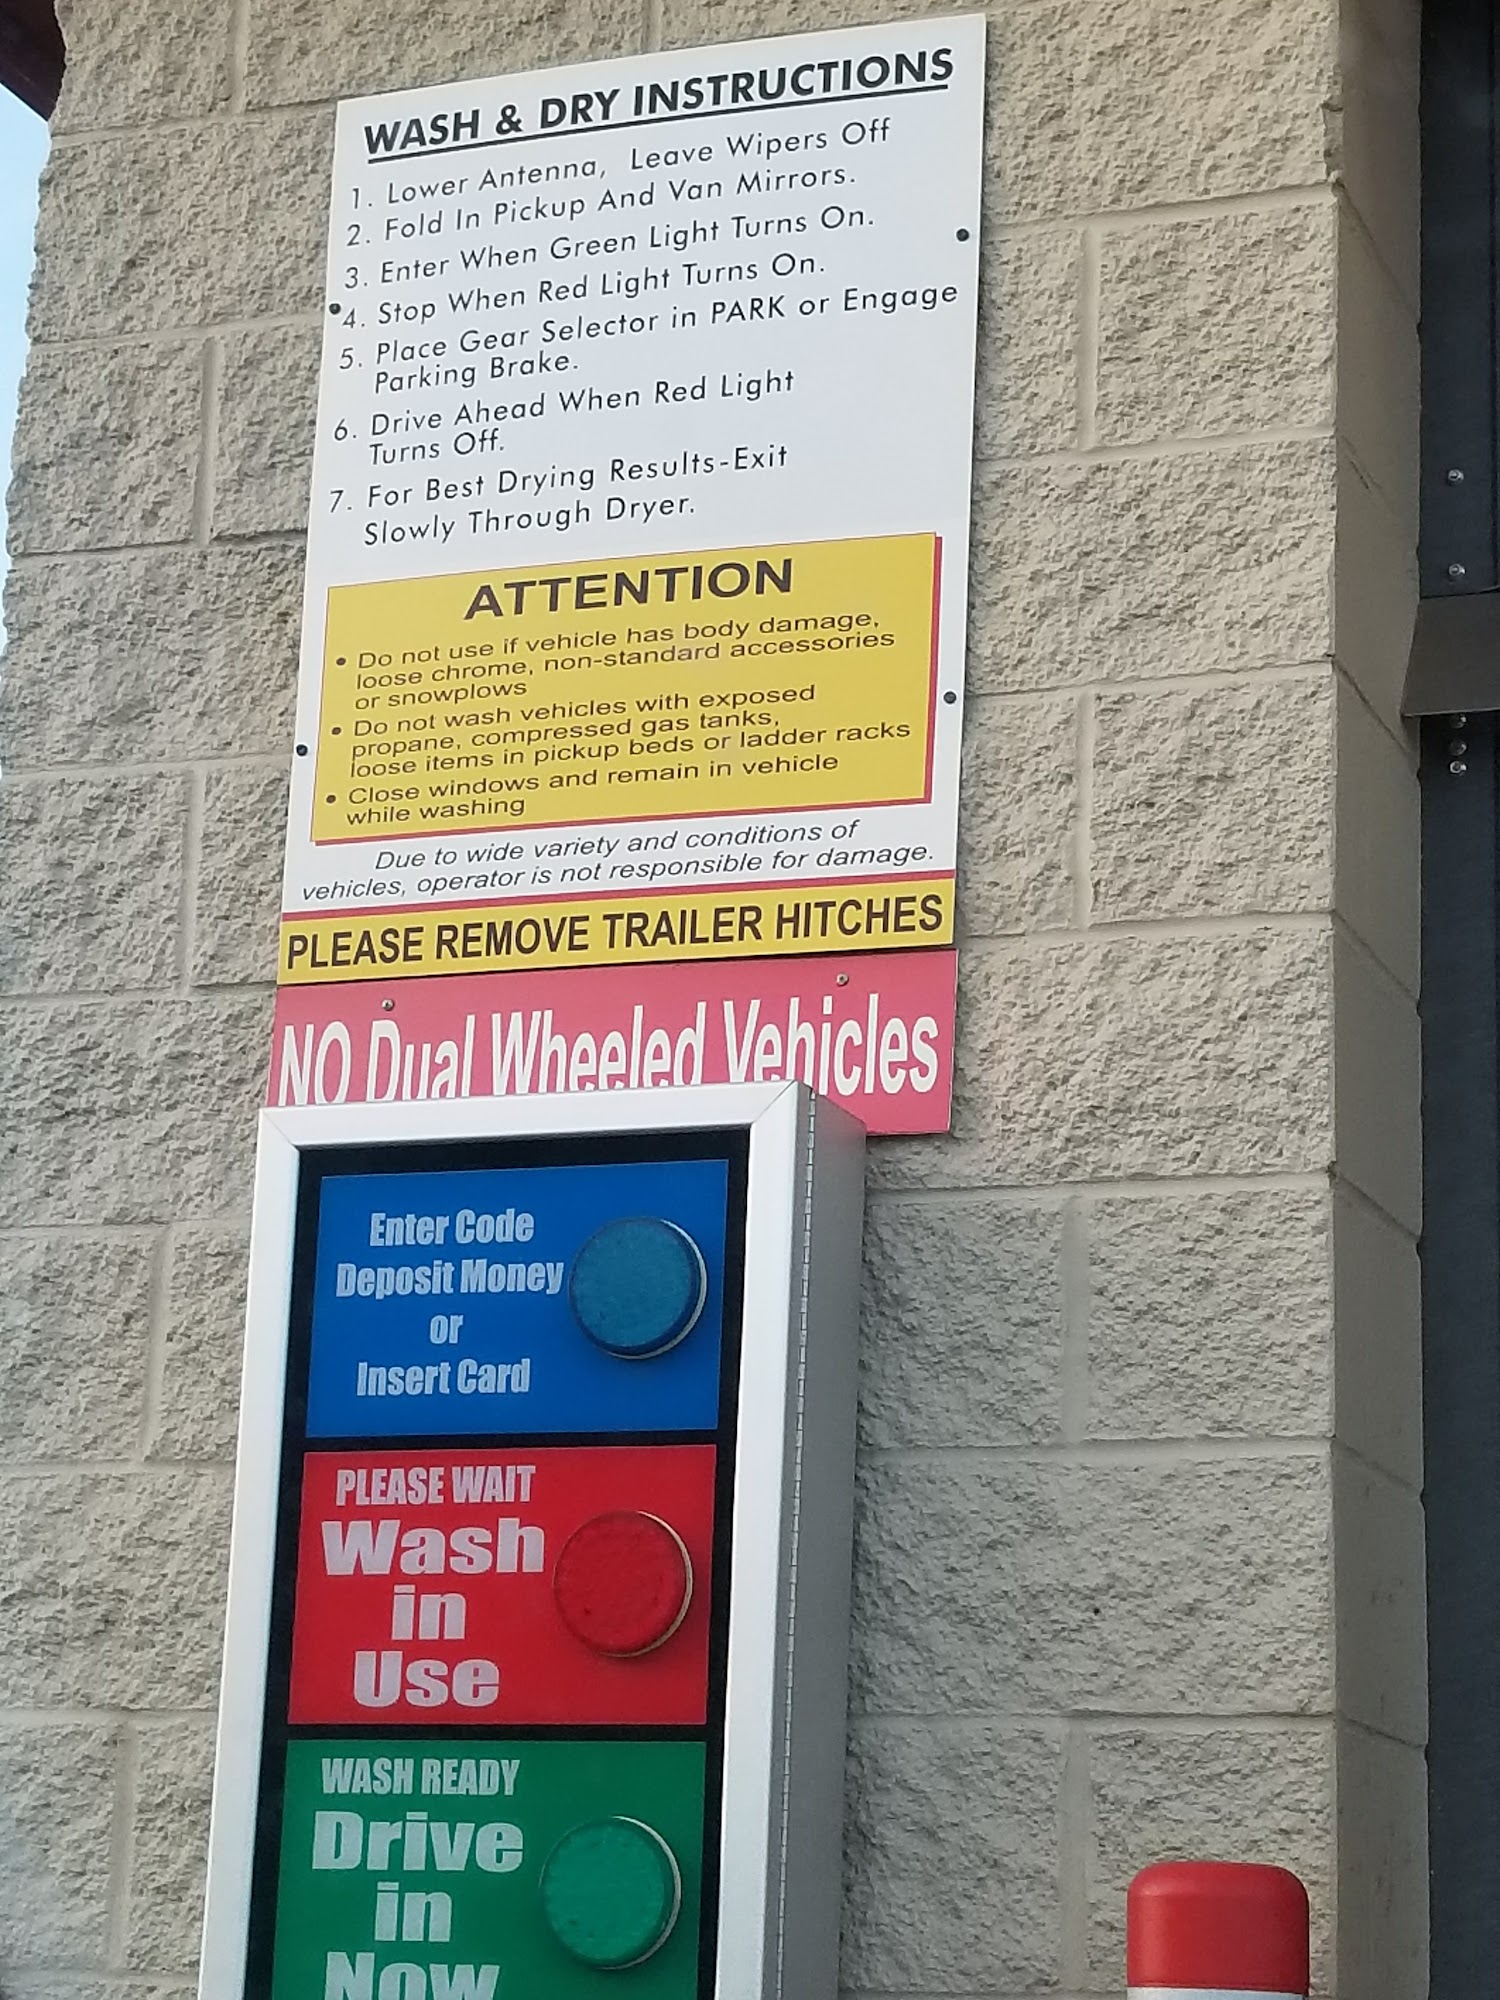 WASH & DRY INSTRUCTIONS
1. Lower Antenna, Leave Wipers Off
2. Fold In Pickup And Van Mirrors.
3. Enter When Green Light Turns On.
4. Stop When Red Light Turns On.
5. Place Gear Selector in PARK or Engage
Parking Brake.
6. Drive Ahead When Red Light
Turns Off.
7. For Best Drying Results-Exit
Slowly Through Dryer.
ATTENTION
• Do not use if vehicle has body damage,
loose chrome, non-standard accessories
or snowplows
• Do not wash vehicles with exposed
propane, compressed gas tanks,
loose items in pickup beds or ladder racks
• Close windows and remain in vehicle
while washing
Due to wide variety and conditions of
vehicles, operator is not responsible for damage.
PLEASE REMOVE TRAILER HITCHES
NO Dual Wheeled Vehicles
Enter Code
Deposit Money
or
Insert Card
PLEASE WAIT
Wash
in
Use
WASH READY
Drive
in
Now